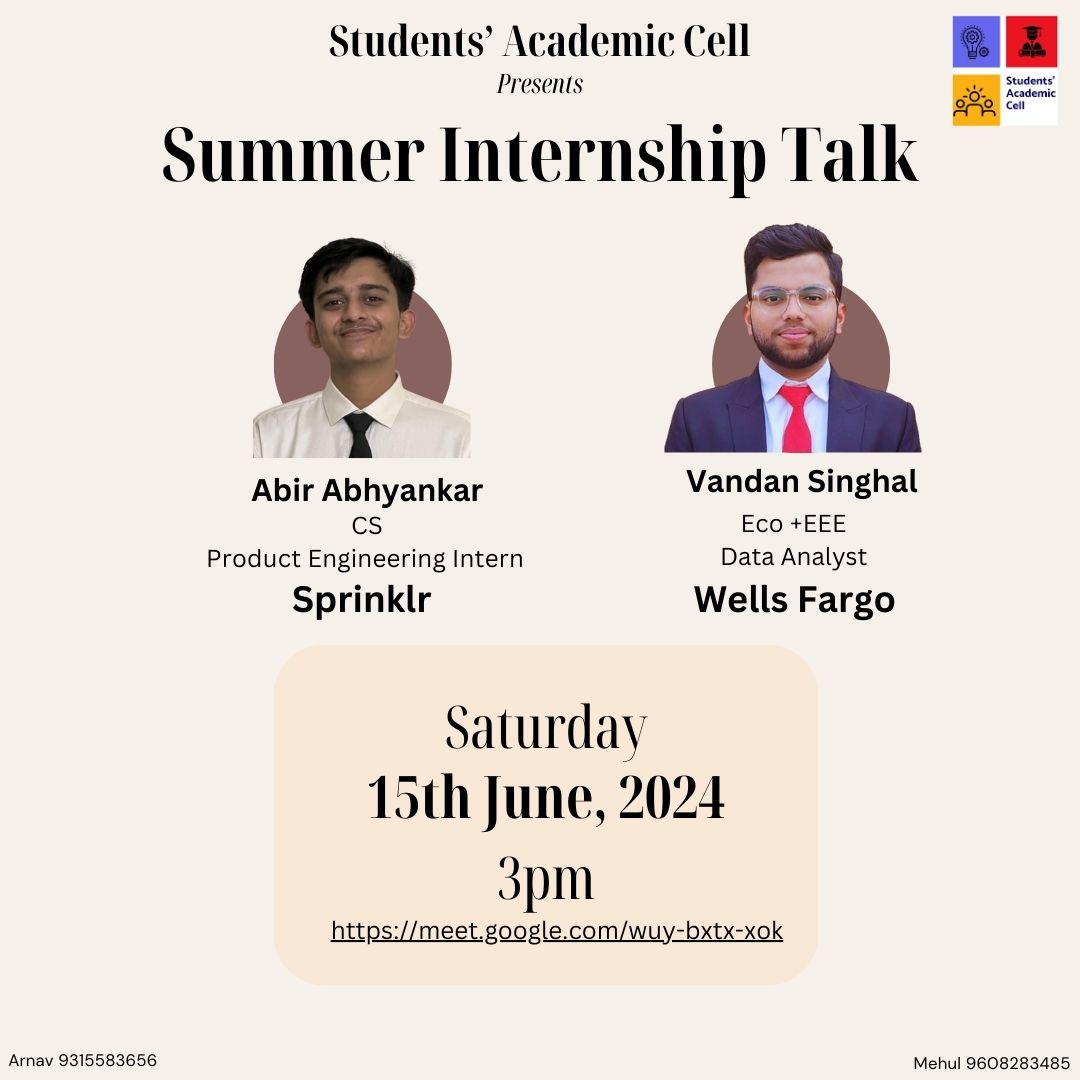 Students’ Academic Cell
Presents
Students’
Academic
Cell
Summer Internship Talk
Abir Abhyankar
CS
Product Engineering Intern
Sprinklr
Vandan Singhal
Eco +EEE
Data Analyst
Wells Fargo
Saturday
15th June, 2024
3pm
https://meet.google.com/wuy-bxtx-xok
Arnav 9315583656
Mehul 9608283485